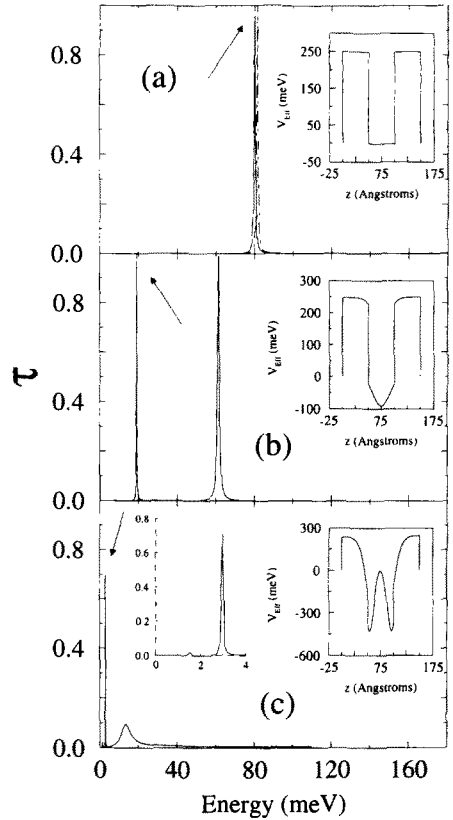 0.8
0.4
0.0
(a)
V_Eff (meV)
250
150
50
-50
-25 75 175
z (Angstroms)
τ
0.8
0.4
0.0
(b)
V_Eff (meV)
300
200
100
0
-100
-25 75 175
z (Angstroms)
0.8
0.4
0.0
0.8
0.6
0.4
0.2
0.0
0 2 4
(c)
V_Eff (meV)
300
0
-300
-600
-25 75 175
z (Angstroms)
0 40 80 120 160
Energy (meV)